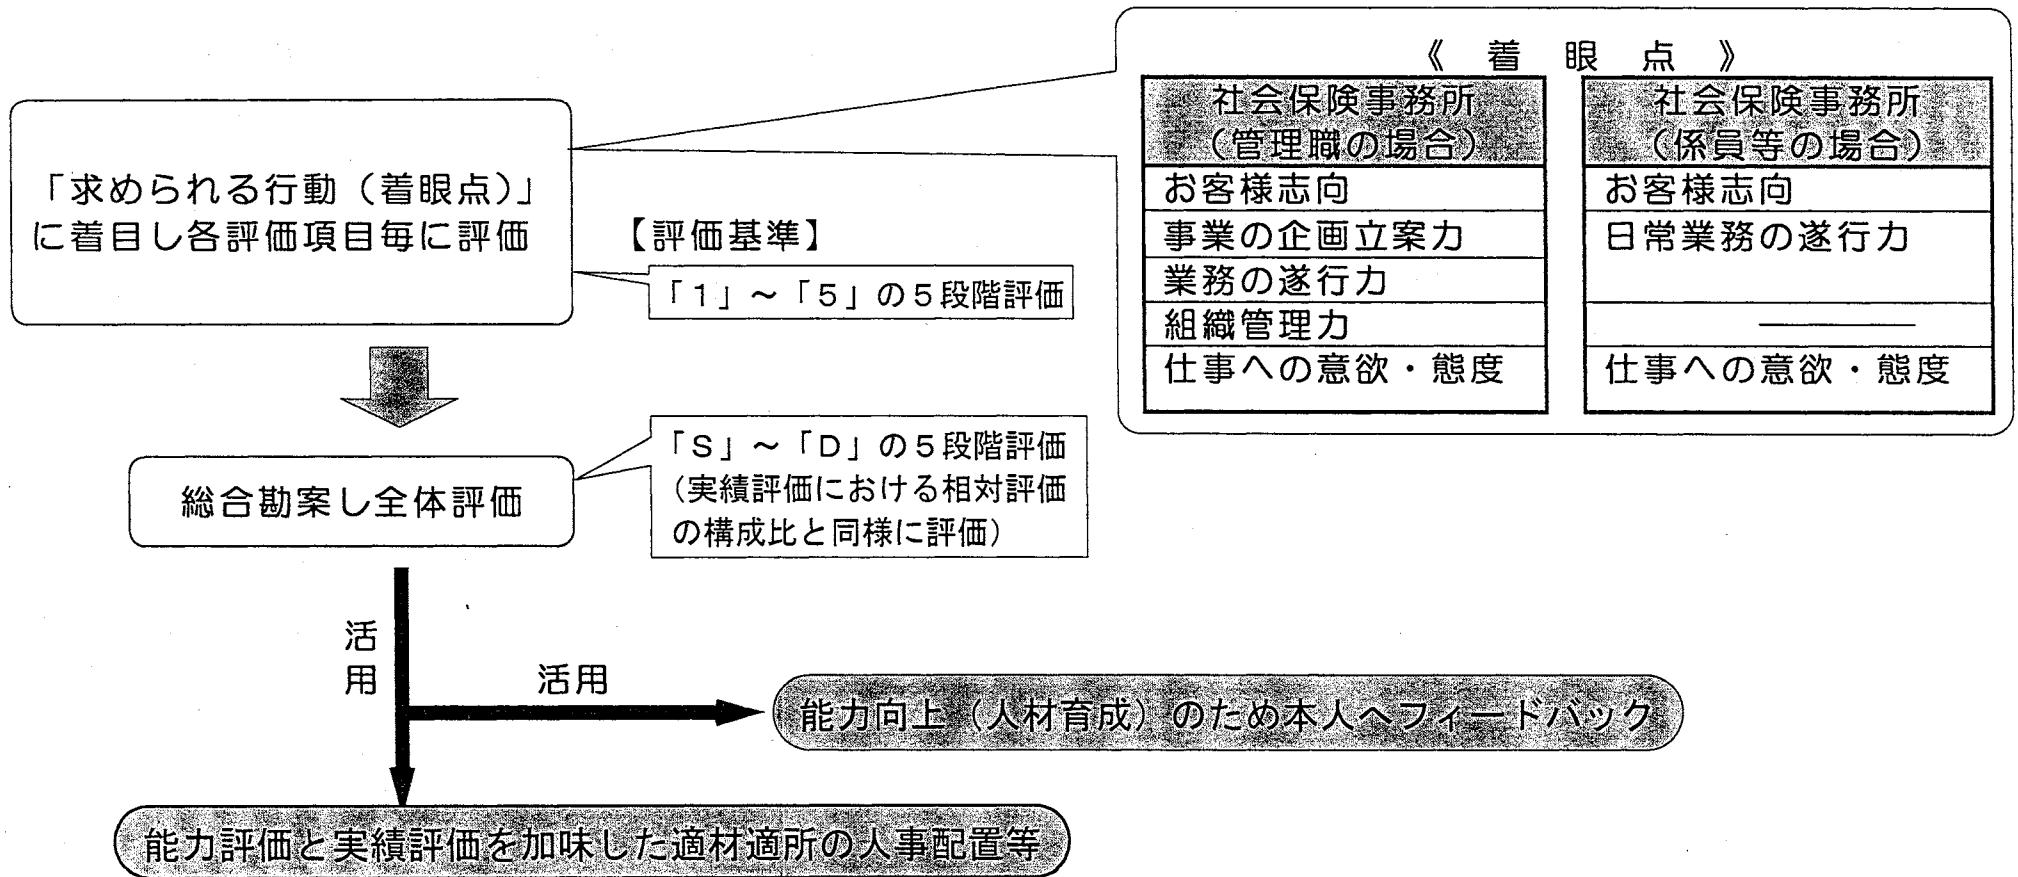 「求められる行動（着眼点）」
に着目し各評価項目毎に評価
【評価基準】
「１」～「５」の５段階評価
《着眼点》
社会保険事務所
（管理職の場合）
お客様志向
事業の企画立案力
業務の遂行力
組織管理力
仕事への意欲・態度
社会保険事務所
（係員等の場合）
お客様志向
日常業務の遂行力
仕事への意欲・態度
総合勘案し全体評価
「Ｓ」～「Ｄ」の５段階評価
（実績評価における相対評価
の構成比と同様に評価）
活用
活用
能力向上（人材育成）のため本人へフィードバック
能力評価と実績評価を加味した適材適所の人事配置等